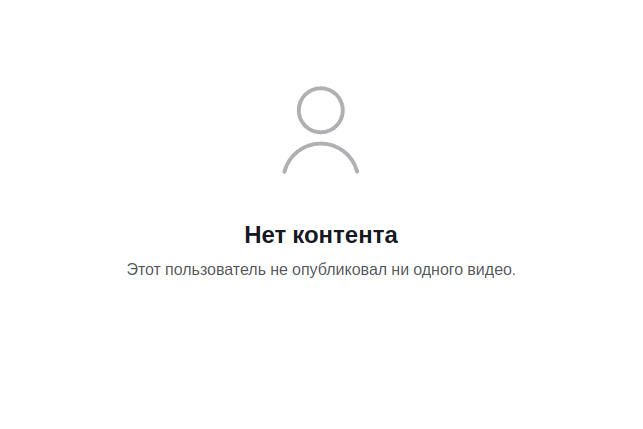 Нет контента
Этот пользователь не опубликовал ни одного видео.